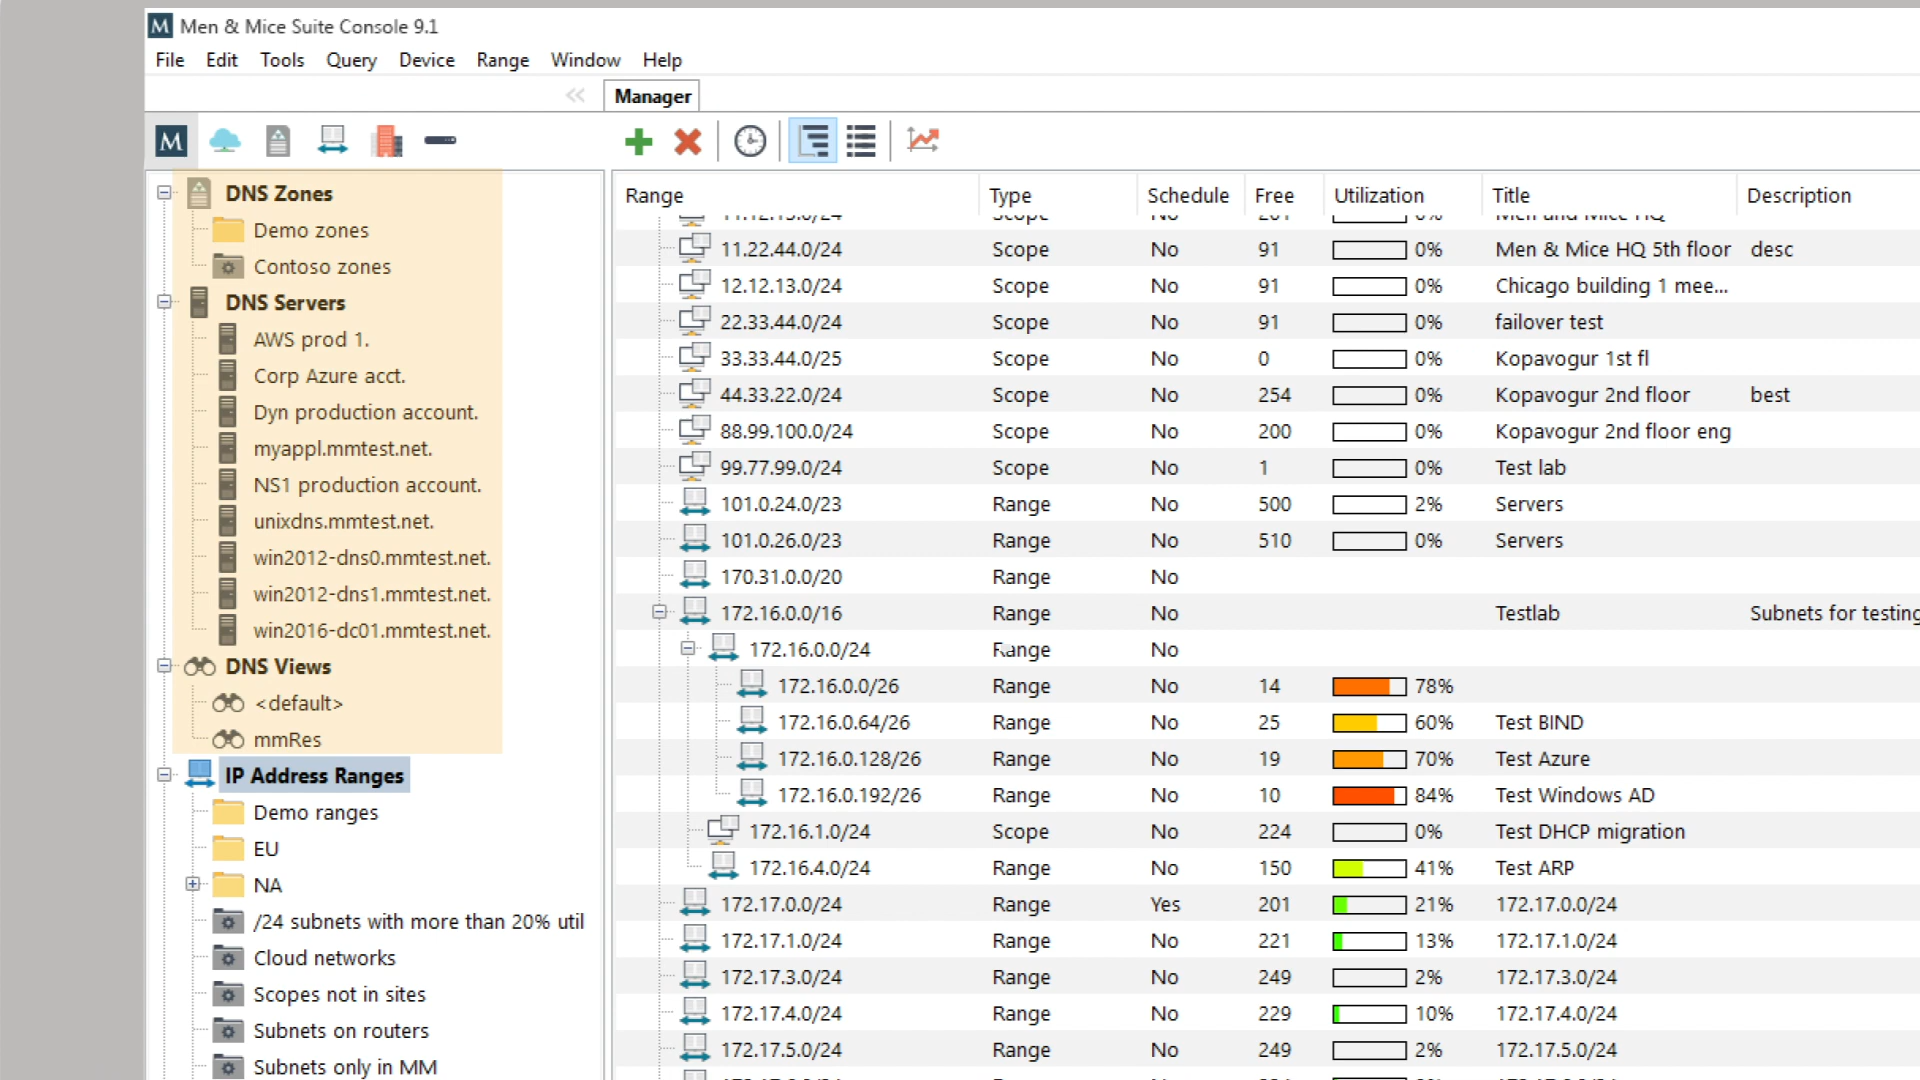 M Men & Mice Suite Console 9.1
File Edit Tools Query Device Range Window Help
Manager
M
DNS Zones
Demo zones
Contoso zones
DNS Servers
AWS prod 1.
Corp Azure acct.
Dyn production account.
myappl.mmtest.net.
NS1 production account.
unixdns.mmtest.net.
win2012-dns0.mmtest.net.
win2012-dns1.mmtest.net.
win2016-dc01.mmtest.net.
DNS Views
<default>
mmRes
IP Address Ranges
Demo ranges
EU
NA
/24 subnets with more than 20% util
Cloud networks
Scopes not in sites
Subnets on routers
Subnets only in MM
Range Type Schedule Free Utilization Title Description
Scope No 0% Men and Mice HQ
11.22.44.0/24 Scope No 91 0% Men & Mice HQ 5th floor desc
12.12.13.0/24 Scope No 91 0% Chicago building 1 mee...
22.33.44.0/24 Scope No 91 0% failover test
33.33.44.0/25 Scope No 0 0% Kopavogur 1st fl
44.33.22.0/24 Scope No 254 0% Kopavogur 2nd floor best
88.99.100.0/24 Scope No 200 0% Kopavogur 2nd floor eng
99.77.99.0/24 Scope No 1 0% Test lab
101.0.24.0/23 Range No 500 2% Servers
101.0.26.0/23 Range No 510 0% Servers
170.31.0.0/20 Range No
172.16.0.0/16 Range No Testlab Subnets for testing
172.16.0.0/24 Range No
172.16.0.0/26 Range No 14 78%
172.16.0.64/26 Range No 25 60% Test BIND
172.16.0.128/26 Range No 19 70% Test Azure
172.16.0.192/26 Range No 10 84% Test Windows AD
172.16.1.0/24 Scope No 224 0% Test DHCP migration
172.16.4.0/24 Range No 150 41% Test ARP
172.17.0.0/24 Range Yes 201 21% 172.17.0.0/24
172.17.1.0/24 Range No 221 13% 172.17.1.0/24
172.17.3.0/24 Range No 249 2% 172.17.3.0/24
172.17.4.0/24 Range No 229 10% 172.17.4.0/24
172.17.5.0/24 Range No 249 2% 172.17.5.0/24